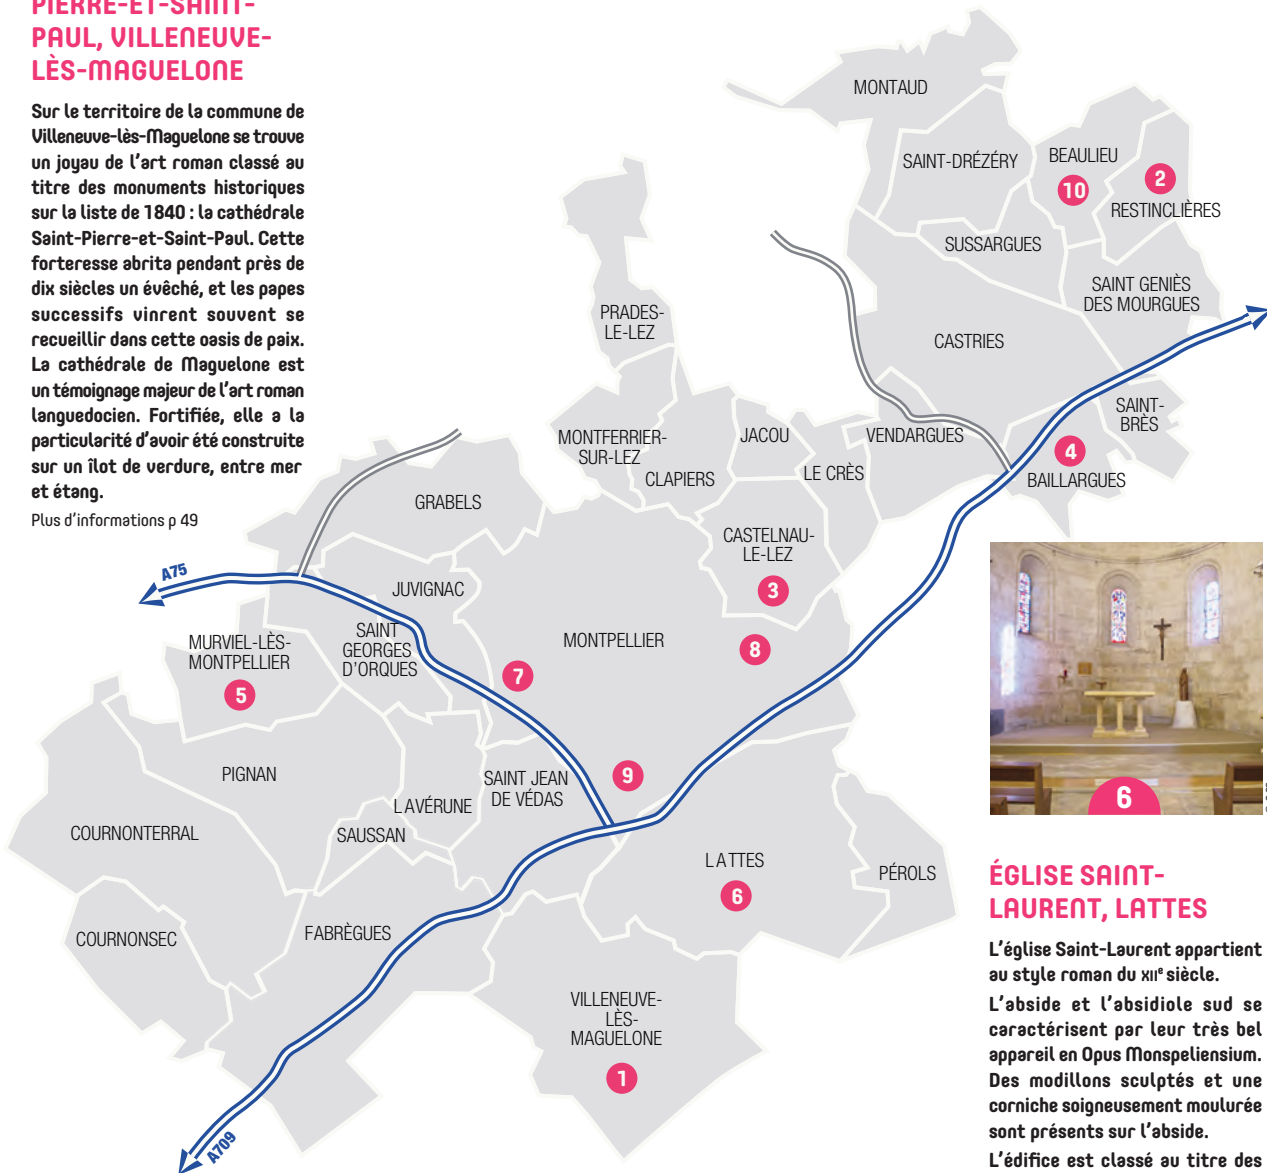 PIERRE-ET-SAINT-
PAUL, VILLENEUVE-
LÈS-MAGUELONE
Sur le territoire de la commune de
Villeneuve-lès-Maguelone se trouve
un joyau de l'art roman classé au
titre des monuments historiques
sur la liste de 1840 : la cathédrale
Saint-Pierre-et-Saint-Paul. Cette
forteresse abrita pendant près de
dix siècles un évêché, et les papes
successifs vinrent souvent se
recueillir dans cette oasis de paix.
La cathédrale de Maguelone est
un témoignage majeur de l'art roman
languedocien. Fortifiée, elle a la
particularité d'avoir été construite
sur un îlot de verdure, entre mer
et étang.
Plus d'informations p 49
MONTAUD
SAINT-DRÉZÉRY
BEAULIEU
10
2
RESTINCLIÈRES
SUSSARGUES
SAINT GENIÈS
DES MOURGUES
PRADES-
LE-LEZ
CASTRIES
SAINT-
BRÈS
MONTFERRIER-
SUR-LEZ
JACOU
VENDARGUES
CLAPIERS
LE CRÈS
4
BAILLARGUES
GRABELS
CASTELNAU-
LE-LEZ
3
A75
JUVIGNAC
MURVIEL-LÈS-
MONTPELLIER
5
SAINT
GEORGES
D'ORQUES
MONTPELLIER
7
8
PIGNAN
SAINT JEAN
DE VÉDAS
9
LAVÉRUNE
COURNONTERRAL
SAUSSAN
LATTES
6
PÉROLS
COURNONSEC
FABRÈGUES
VILLENEUVE-
LÈS-
MAGUELONE
1
A709
6
ÉGLISE SAINT-
LAURENT, LATTES
L'église Saint-Laurent appartient
au style roman du XIIe siècle.
L'abside et l'absidiole sud se
caractérisent par leur très bel
appareil en Opus Monspeliensium.
Des modillons sculptés et une
corniche soigneusement moulurée
sont présents sur l'abside.
L'édifice est classé au titre des